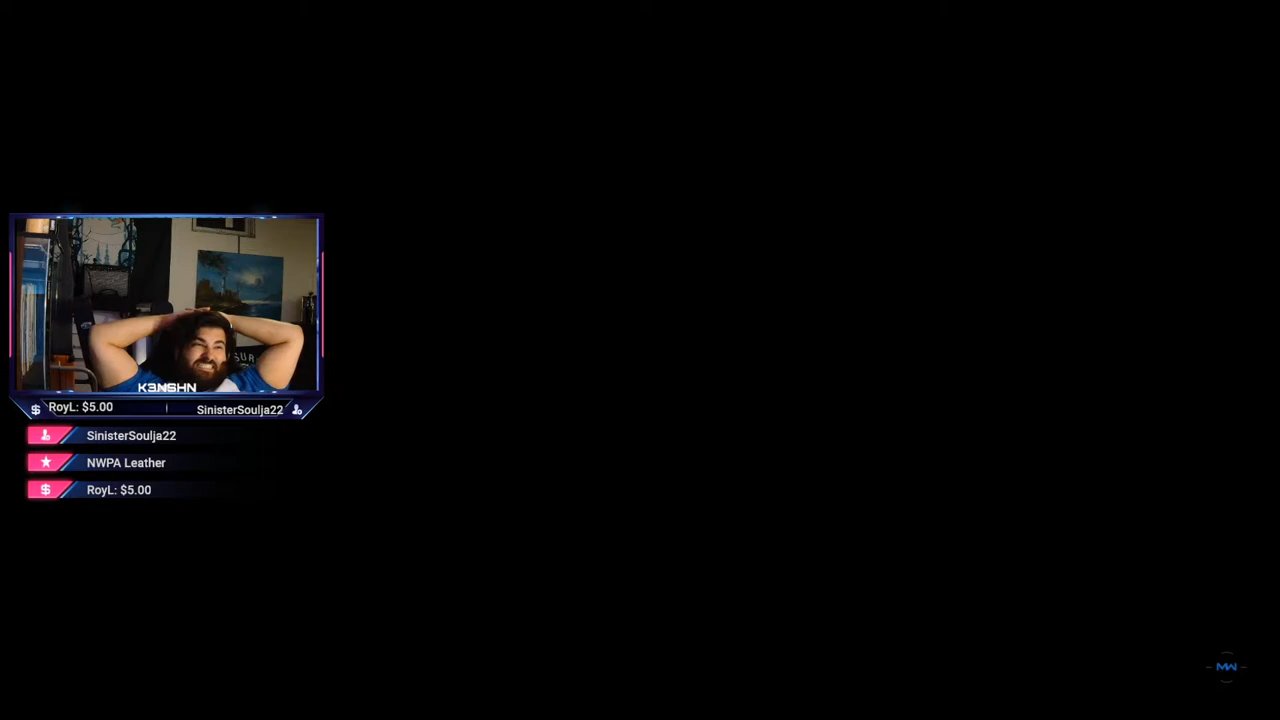 K3NSHN
RoyL: $5.00
SinisterSoulja22
SinisterSoulja22
NWPA Leather
RoyL: $5.00
MW